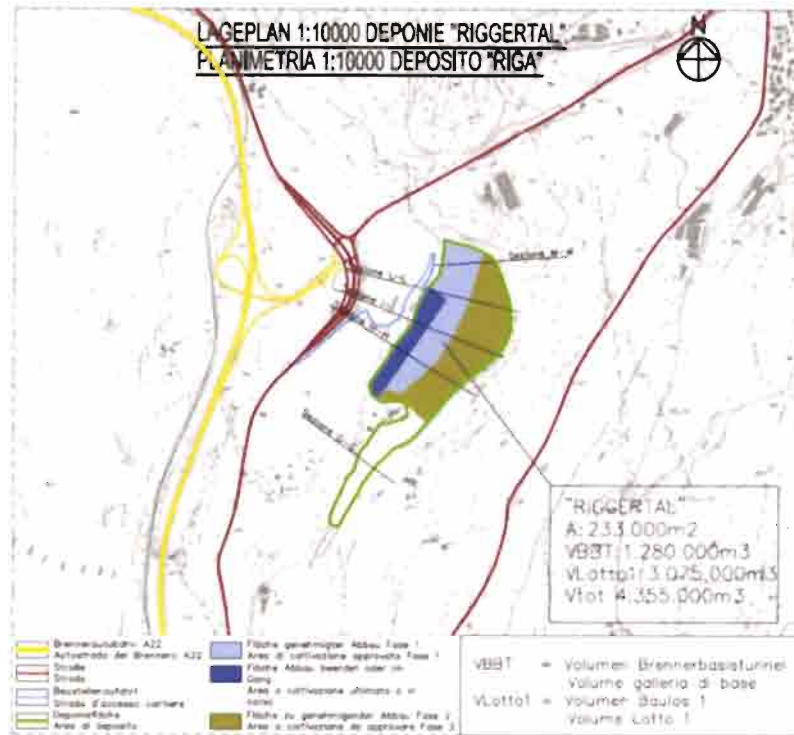 LAGEPLAN 1:10000 DEPONIE "RIGGERTAL"
PLANIMETRIA 1:10000 DEPOSITO "RIGA"
N
"RIGGERTAL"
A: 233.000m2
VBBT: 1.280.000m3
VLotto1: 3.075.000m3
Vtot 4.355.000m3
Brennerautobahn A22
Autostrada del Brennero A22
Straße
Strada
Baustellenzufahrt
Strada d'accesso cantiere
Deponiefläche
Area di deposito
Fläche genehmigter Abbau Fase 1
Area di coltivazione approvata Fase 1
Fläche Abbau beendet oder im
Gang
Area a coltivazione ultimata o in
Fläche zu genehmigender Abbau Fase 2
Area a coltivazione da approvare Fase
VBBT = Volumen Brennerbasistunnel
Volume galleria di base
VLotto1 = Volumen Baulos 1
Volume Lotto 1